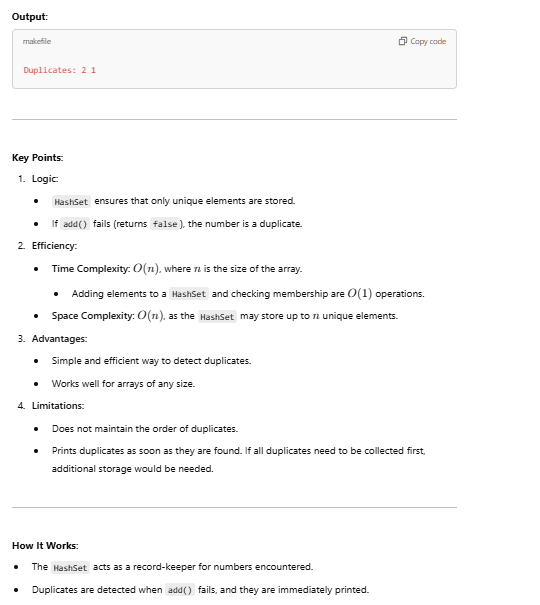 Output:
makefile
Copy code
Duplicates: 2 1
Key Points:
1. Logic:
HashSet ensures that only unique elements are stored.
If add() fails (returns false), the number is a duplicate.
2. Efficiency:
Time Complexity: O(n), where n is the size of the array.
Adding elements to a HashSet and checking membership are O(1) operations.
Space Complexity: O(n), as the HashSet may store up to n unique elements.
3. Advantages:
Simple and efficient way to detect duplicates.
Works well for arrays of any size.
4. Limitations:
Does not maintain the order of duplicates.
Prints duplicates as soon as they are found. If all duplicates need to be collected first,
additional storage would be needed.
How It Works:
The HashSet acts as a record-keeper for numbers encountered.
Duplicates are detected when add() fails, and they are immediately printed.